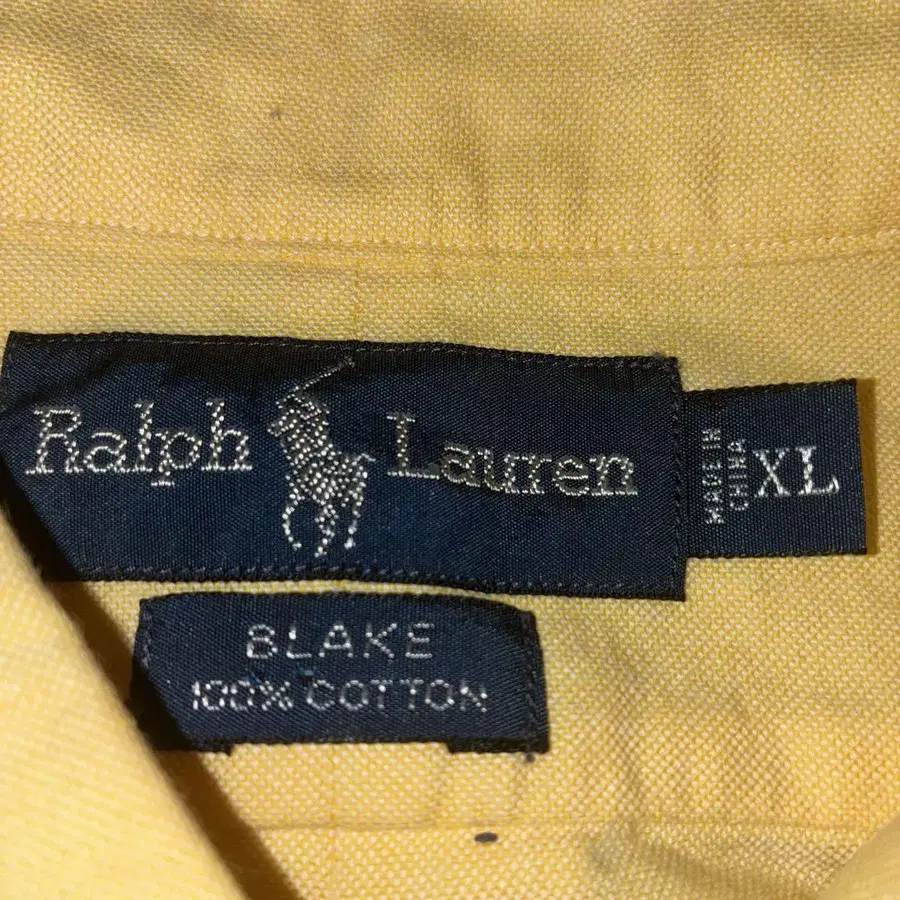 Ralph Lauren
MADE IN
CHINA
XL
BLAKE
100% COTTON